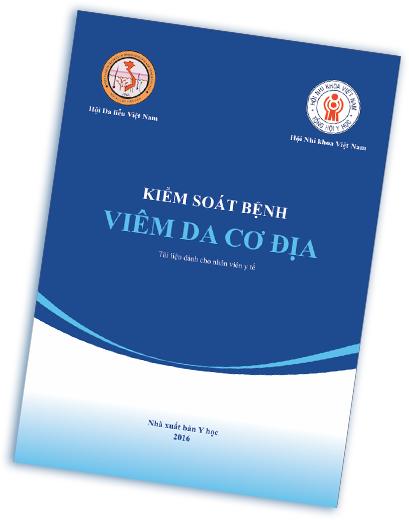 Hội Da liễu Việt Nam
HỘI NHI KHOA VIỆT NAM
TỔNG HỘI Y HỌC
Hội Nhi khoa Việt Nam
KIỂM SOÁT BỆNH
VIÊM DA CƠ ĐỊA
Tài liệu dành cho nhân viên y tế
Nhà xuất bản Y học
2016